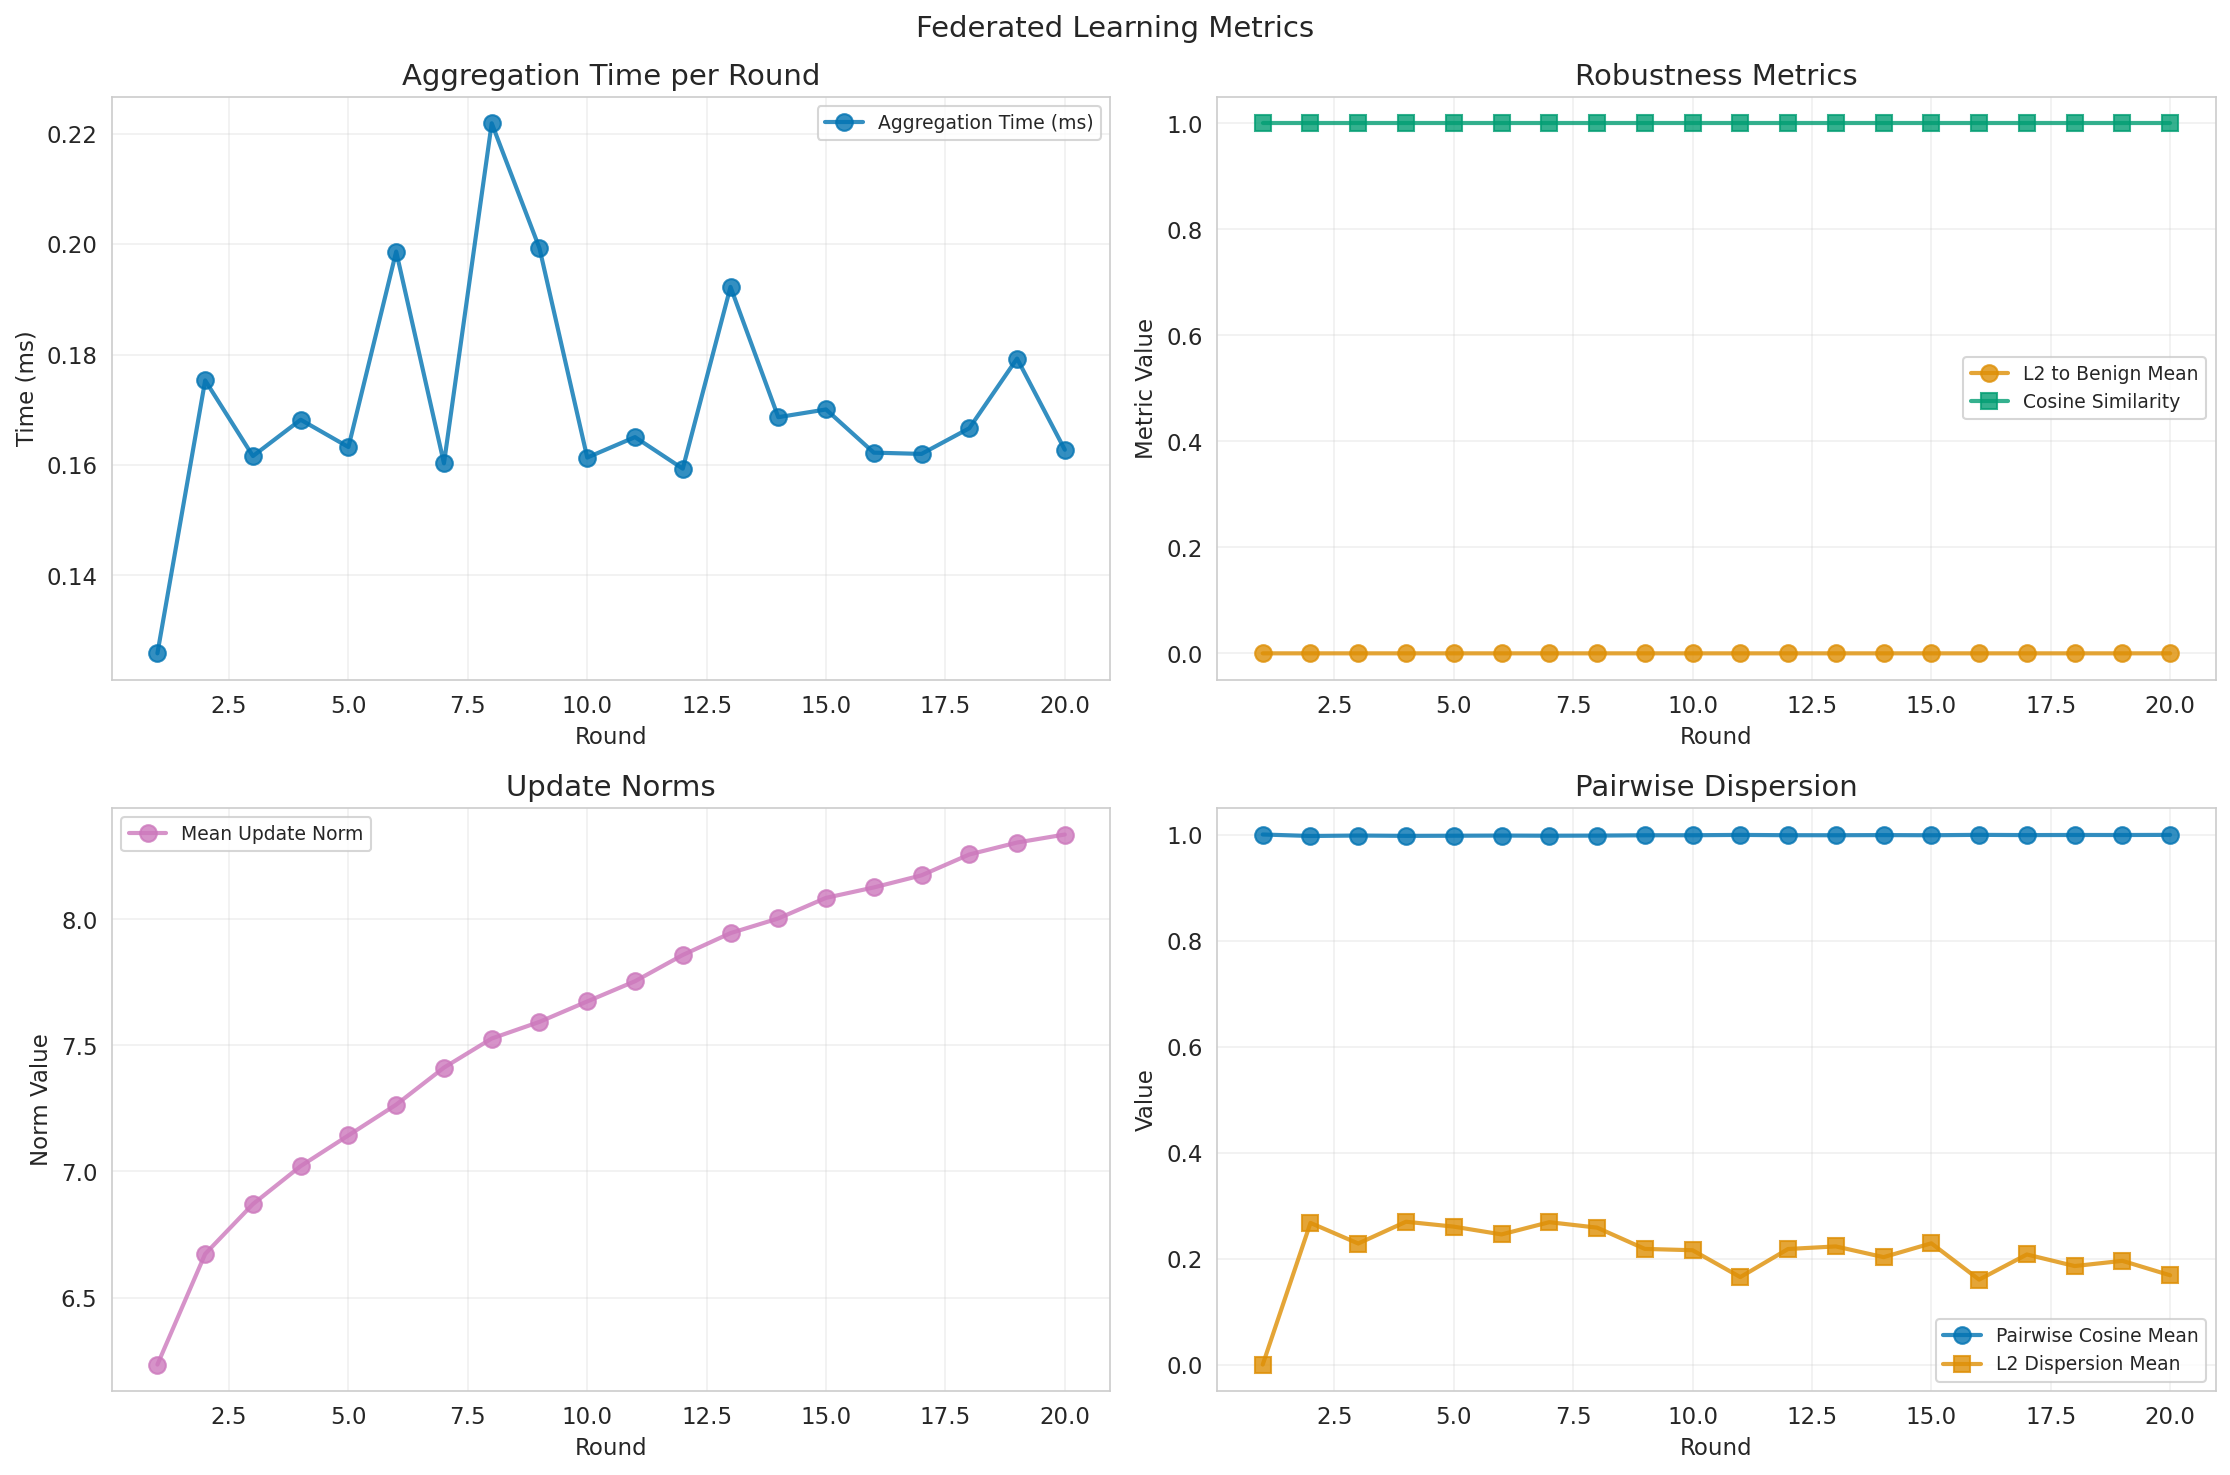 Federated Learning Metrics
Aggregation Time per Round
Aggregation Time (ms)
Time (ms)
0.22
0.20
0.18
0.16
0.14
2.5 5.0 7.5 10.0 12.5 15.0 17.5 20.0
Round
Robustness Metrics
L2 to Benign Mean
Cosine Similarity
Metric Value
1.0
0.8
0.6
0.4
0.2
0.0
2.5 5.0 7.5 10.0 12.5 15.0 17.5 20.0
Round
Update Norms
Mean Update Norm
Norm Value
8.0
7.5
7.0
6.5
2.5 5.0 7.5 10.0 12.5 15.0 17.5 20.0
Round
Pairwise Dispersion
Value
1.0
0.8
0.6
0.4
0.2
0.0
Pairwise Cosine Mean
L2 Dispersion Mean
2.5 5.0 7.5 10.0 12.5 15.0 17.5 20.0
Round